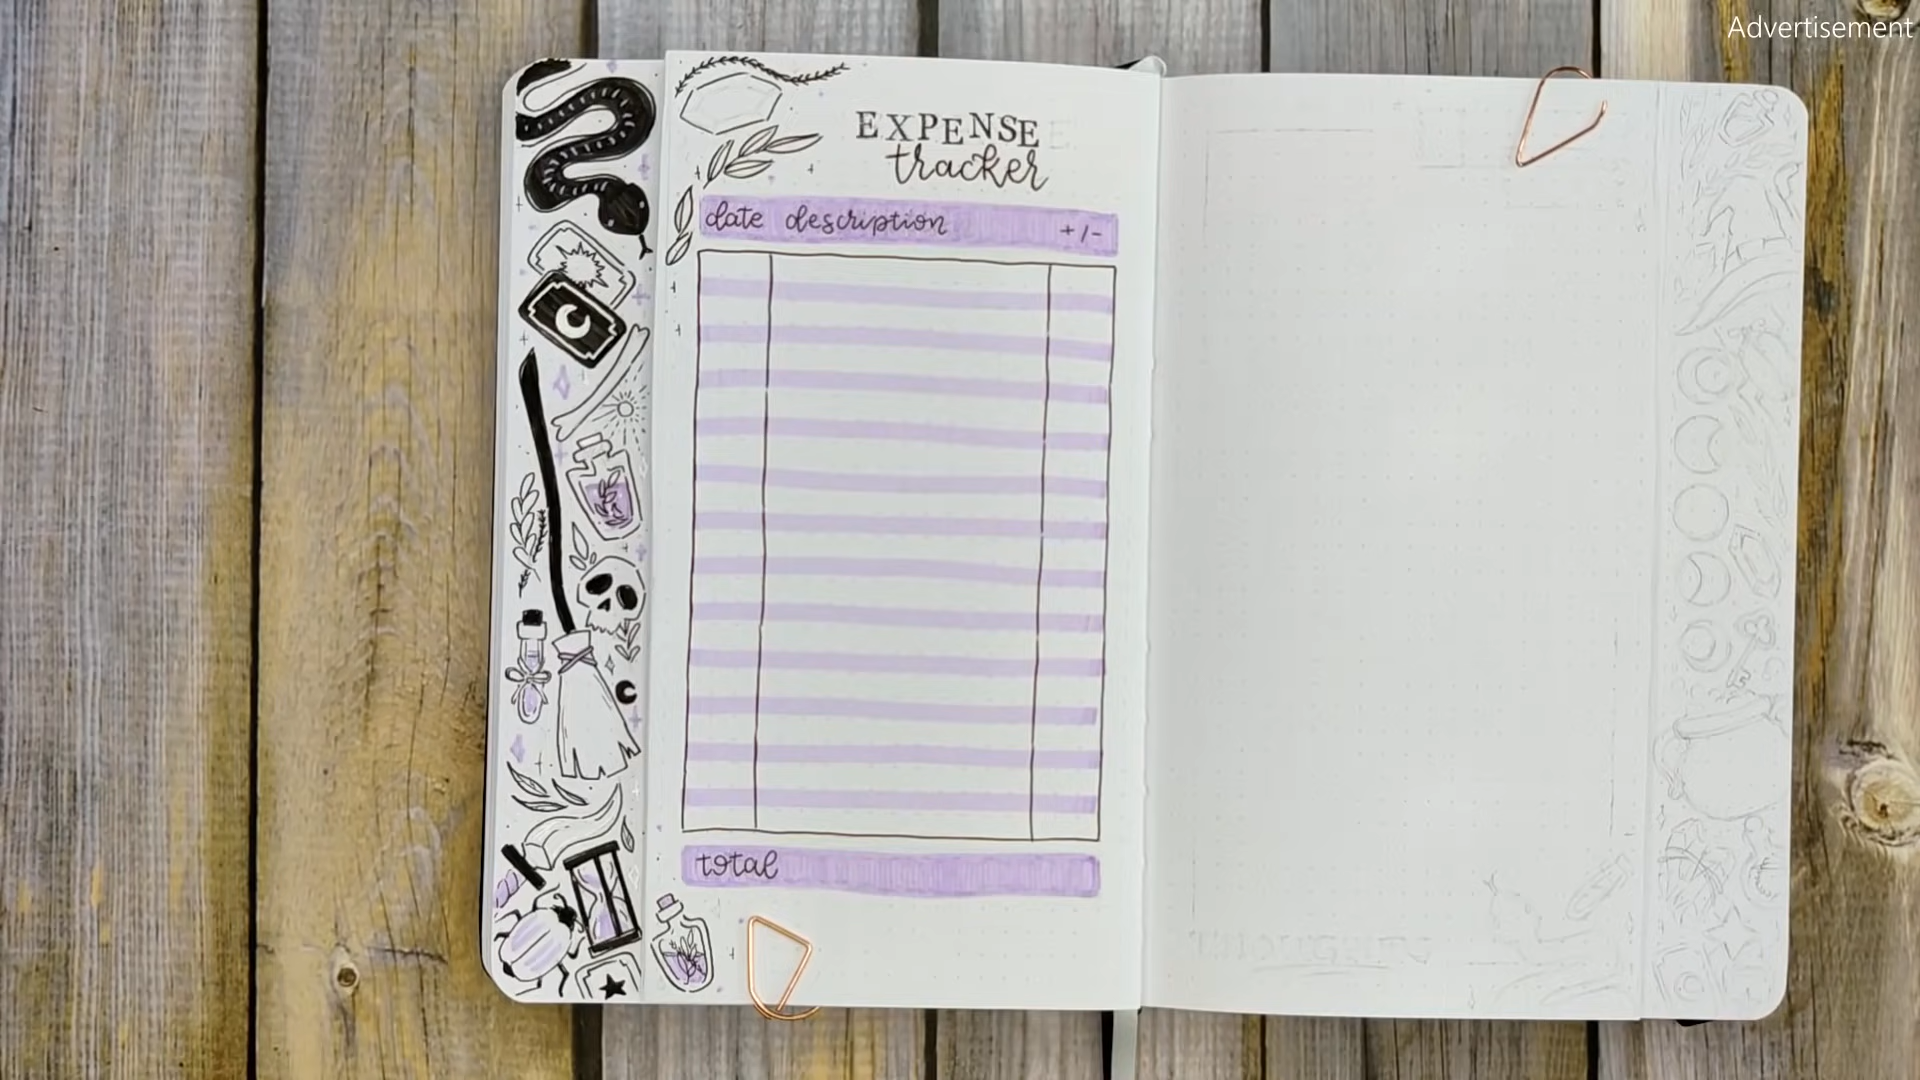 Advertisement
EXPENSE
tracker
date description +/-
total